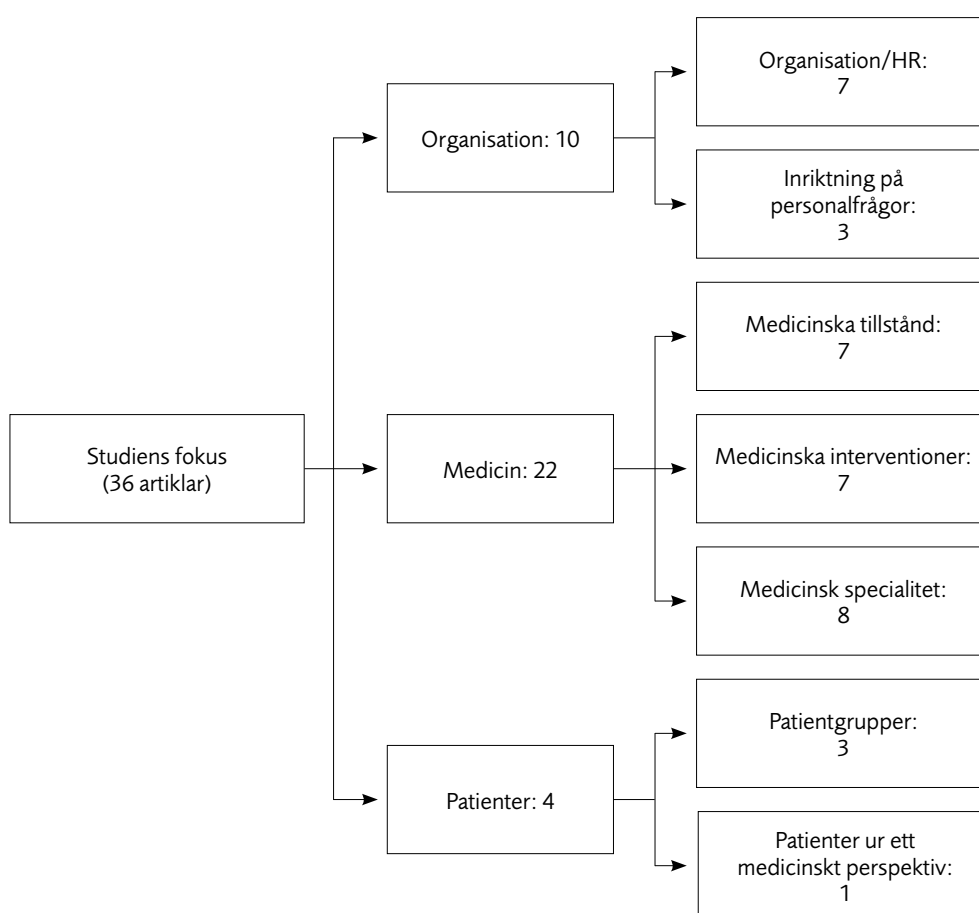 Studiens fokus
(36 artiklar)
Organisation: 10
Organisation/HR:
7
Inriktning på
personalfrågor:
3
Medicin: 22
Medicinska tillstånd:
7
Medicinska interventioner:
7
Medicinsk specialitet:
8
Patienter: 4
Patientgrupper:
3
Patienter ur ett
medicinskt perspektiv:
1